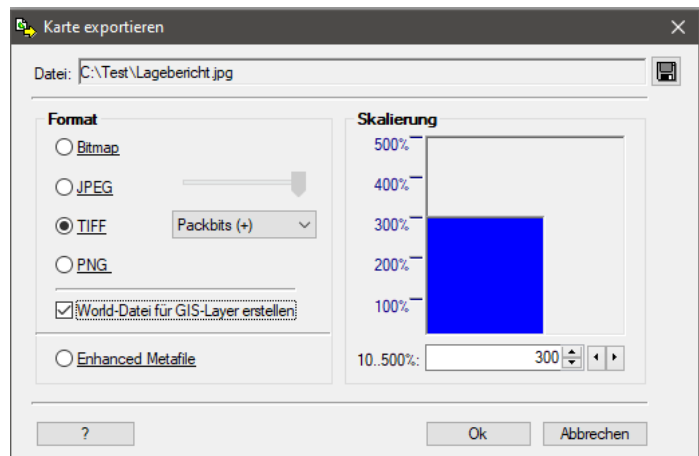 Karte exportieren
Datei: C:\Test\Lagebericht.jpg
Format
Bitmap
JPEG
TIFF Packbits (+)
PNG
World-Datei für GIS-Layer erstellen
Enhanced Metafile
Skalierung
500%
400%
300%
200%
100%
10..500%: 300
? Ok Abbrechen